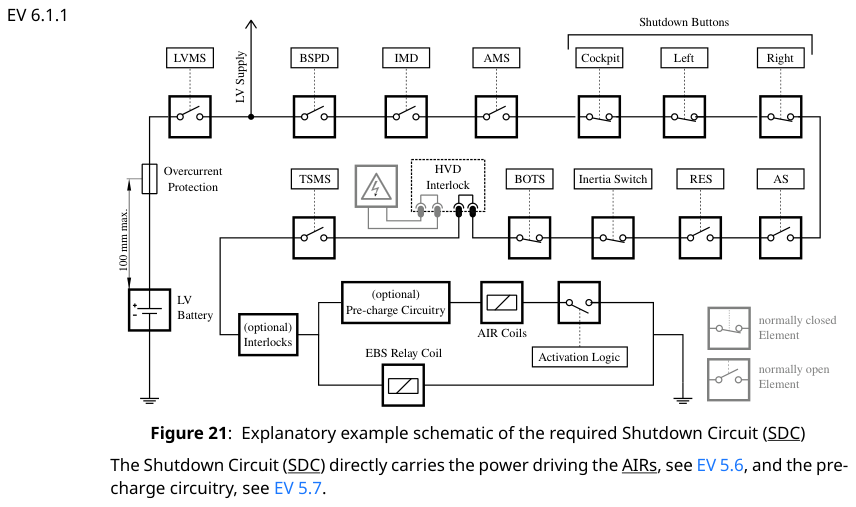 EV 6.1.1
Shutdown Buttons
LVMS
LV Supply
BSPD
IMD
AMS
Cockpit
Left
Right
Overcurrent
Protection
100 mm max.
TSMS
HVD
Interlock
BOTS
Inertia Switch
RES
AS
+
-
LV
Battery
(optional)
Interlocks
(optional)
Pre-charge Circuitry
AIR Coils
Activation Logic
EBS Relay Coil
normally closed
Element
normally open
Element
Figure 21: Explanatory example schematic of the required Shutdown Circuit (SDC)
The Shutdown Circuit (SDC) directly carries the power driving the AIRs, see EV 5.6, and the pre-
charge circuitry, see EV 5.7.